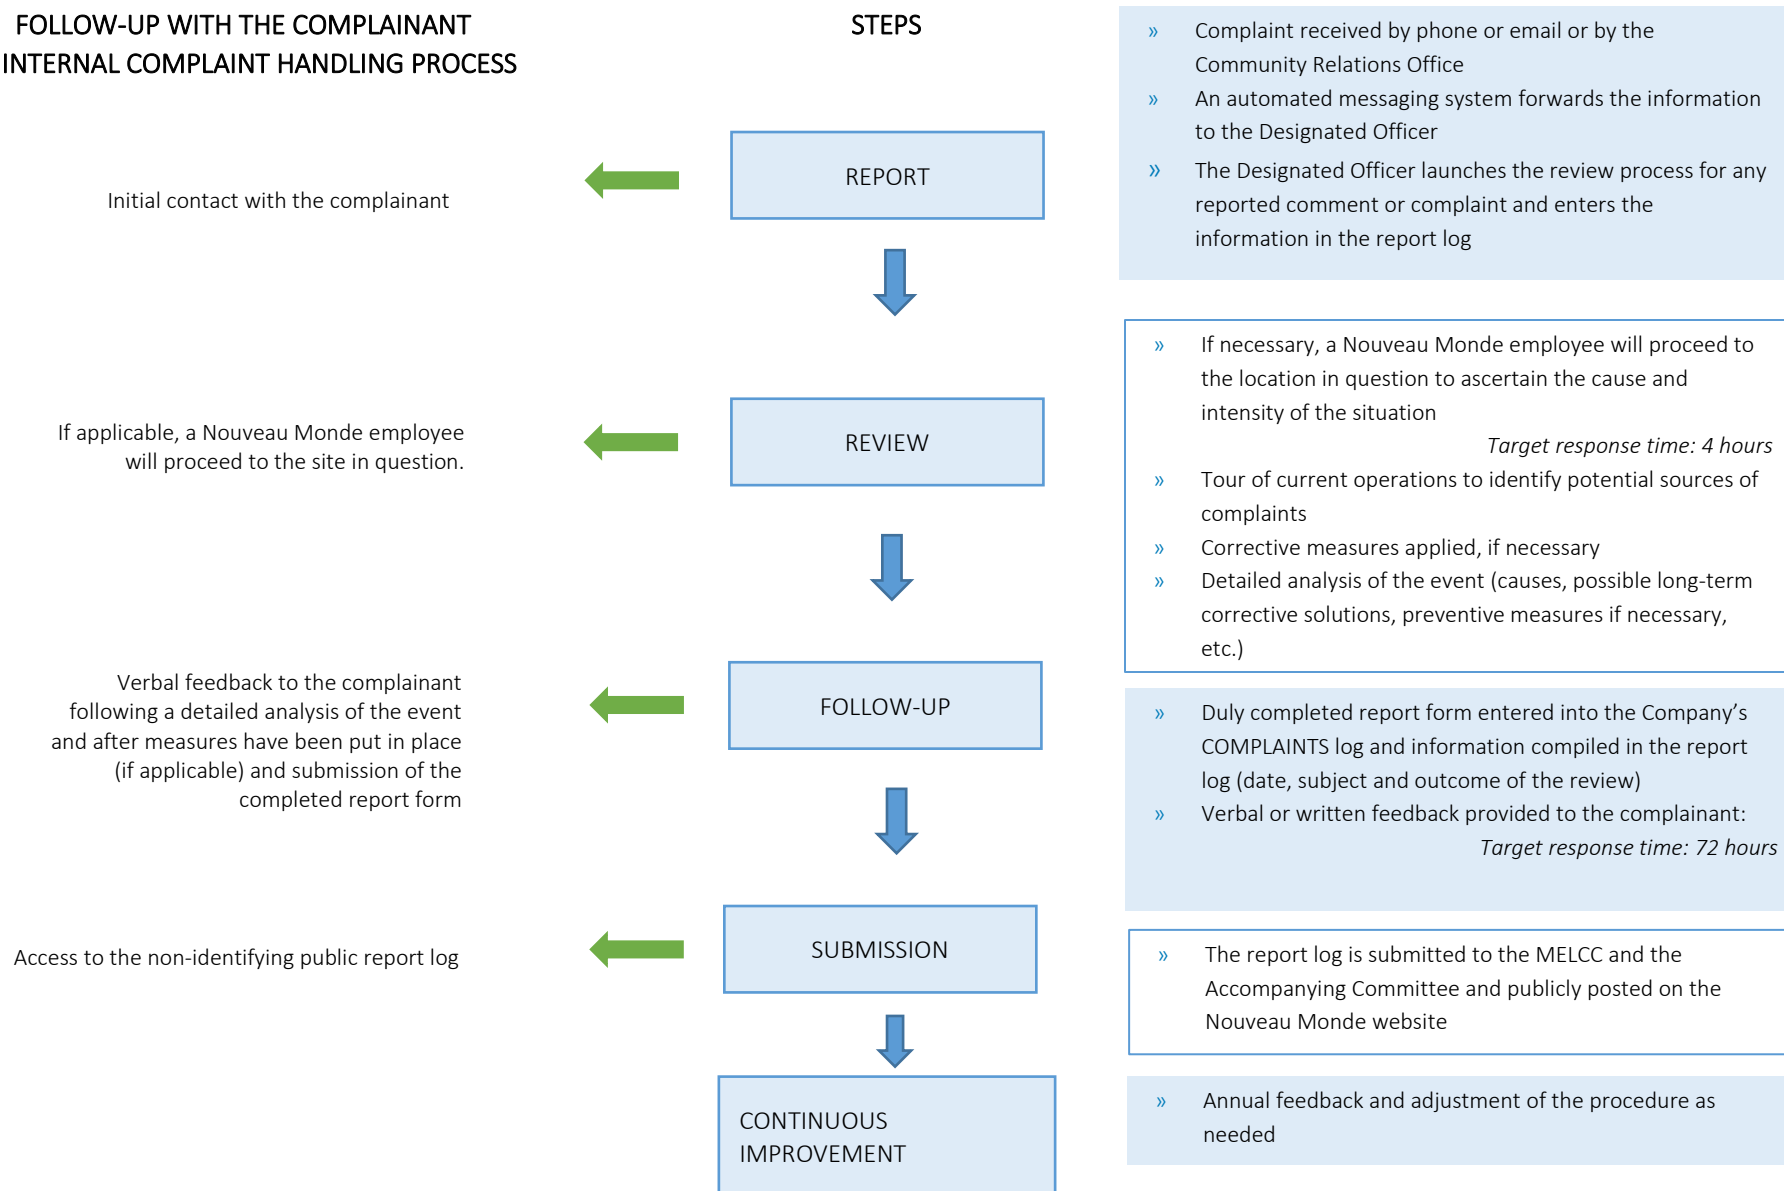 FOLLOW-UP WITH THE COMPLAINANT
INTERNAL COMPLAINT HANDLING PROCESS
STEPS
» Complaint received by phone or email or by the
Community Relations Office
» An automated messaging system forwards the information
to the Designated Officer
» The Designated Officer launches the review process for any
reported comment or complaint and enters the
information in the report log
Initial contact with the complainant
REPORT
» If necessary, a Nouveau Monde employee will proceed to
the location in question to ascertain the cause and
intensity of the situation
Target response time: 4 hours
» Tour of current operations to identify potential sources of
complaints
» Corrective measures applied, if necessary
» Detailed analysis of the event (causes, possible long-term
corrective solutions, preventive measures if necessary,
etc.)
If applicable, a Nouveau Monde employee
will proceed to the site in question.
REVIEW
Verbal feedback to the complainant
following a detailed analysis of the event
and after measures have been put in place
(if applicable) and submission of the
completed report form
FOLLOW-UP
» Duly completed report form entered into the Company’s
COMPLAINTS log and information compiled in the report
log (date, subject and outcome of the review)
» Verbal or written feedback provided to the complainant:
Target response time: 72 hours
Access to the non-identifying public report log
SUBMISSION
» The report log is submitted to the MELCC and the
Accompanying Committee and publicly posted on the
Nouveau Monde website
CONTINUOUS
IMPROVEMENT
» Annual feedback and adjustment of the procedure as
needed